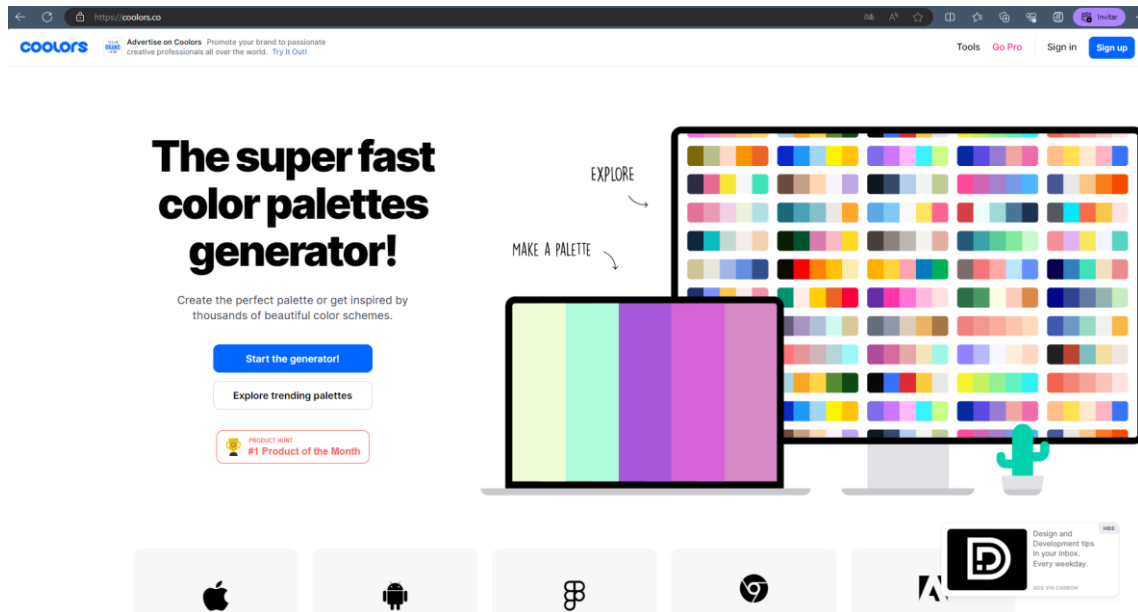 https://coolors.co
Invitar
coolors
YOUR
BRAND
HERE
Advertise on Coolors Promote your brand to passionate
creative professionals all over the world. Try It Out!
Tools Go Pro Sign in Sign up
The super fast
color palettes
generator!
Create the perfect palette or get inspired by
thousands of beautiful color schemes.
Start the generator!
Explore trending palettes
PRODUCT HUNT
#1 Product of the Month
EXPLORE
MAKE A PALETTE
HIDE
Design and
Development tips
in your inbox.
Every weekday.
ADS VIA CARBON